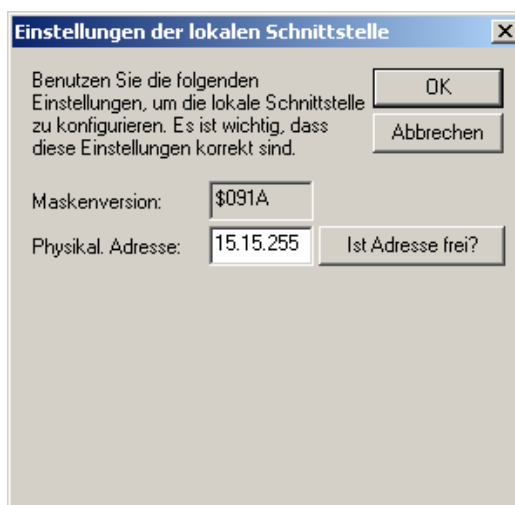 Einstellungen der lokalen Schnittstelle
Benutzen Sie die folgenden
Einstellungen, um die lokale Schnittstelle
zu konfigurieren. Es ist wichtig, dass
diese Einstellungen korrekt sind.
OK
Abbrechen
Maskenversion: $091A
Physikal. Adresse: 15.15.255 Ist Adresse frei?